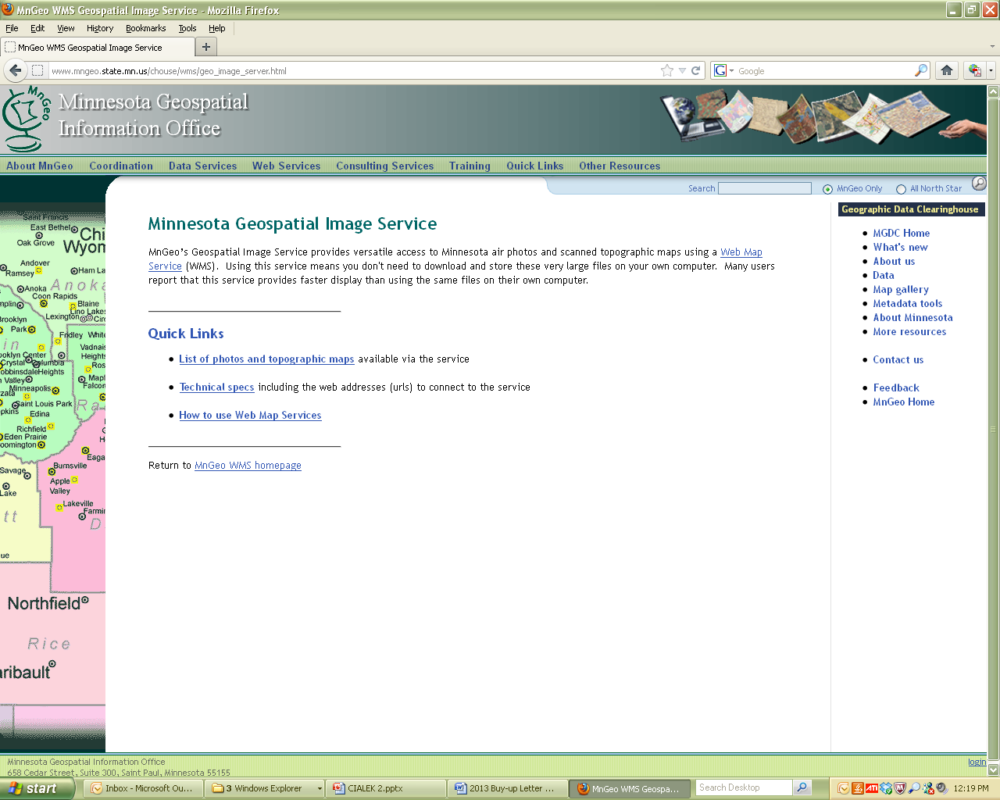 MnGeo WMS Geospatial Image Service - Mozilla Firefox
File Edit View History Bookmarks Tools Help
MnGeo WMS Geospatial Image Service
www.mngeo.state.mn.us/chouse/wms/geo_image_server.html
Google
MnGeo
Minnesota Geospatial
Information Office
About MnGeo Coordination Data Services Web Services Consulting Services Training Quick Links Other Resources
Search MnGeo Only All North Star
Minnesota Geospatial Image Service
MnGeo's Geospatial Image Service provides versatile access to Minnesota air photos and scanned topographic maps using a Web Map
Service (WMS). Using this service means you don't need to download and store these very large files on your own computer. Many users
report that this service provides faster display than using the same files on their own computer.
Quick Links
List of photos and topographic maps available via the service
Technical specs including the web addresses (urls) to connect to the service
How to use Web Map Services
Return to MnGeo WMS homepage
Geographic Data Clearinghouse
MGDC Home
What's new
About us
Data
Map gallery
Metadata tools
About Minnesota
More resources
Contact us
Feedback
MnGeo Home
Saint Francis
East Bethel
Chi
Oak Grove
Wyom
Andover
Ramsey
Ham La
Anoka
Anoka
Coon Rapids
mplin
Blaine
Lino Lakes
Lexington
Circ
rooklyn
Park
Fridley White
in
Brooklyn Center
Vadnais
Heights
Crystal Columbia
obbinsdale Heights
Ros
n Valley
Mapl
Minneapolis
Falcon
zata
Saint Louis Park
Ra
pkins
Edina
Richfield
Eden Prairie
oomington
Eaga
Burnsville
Savage
Apple
Valley
Lake
Lakeville
tt
Farmin
D
ue
Northfield
Rice
aribault
Minnesota Geospatial Information Office
658 Cedar Street, Suite 300, Saint Paul, Minnesota 55155
login
start Inbox - Microsoft Ou... 3 Windows Explorer CIALEK 2.pptx 2013 Buy-up Letter ... MnGeo WMS Geospa... Search Desktop ATI 12:19 PM